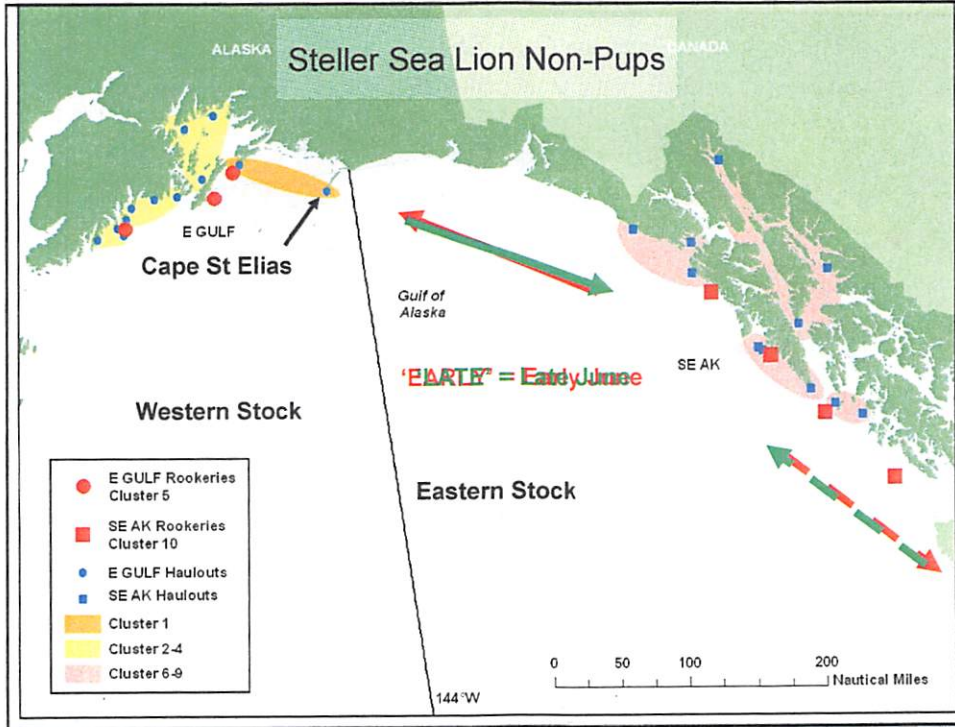 ALASKA
CANADA
Steller Sea Lion Non-Pups
E GULF
Cape St Elias
Gulf of
Alaska
SE AK
Western Stock
Eastern Stock
E GULF Rookeries
Cluster 5
SE AK Rookeries
Cluster 10
E GULF Haulouts
SE AK Haulouts
Cluster 1
Cluster 2-4
Cluster 6-9
144°W
0 50 100 200
Nautical Miles